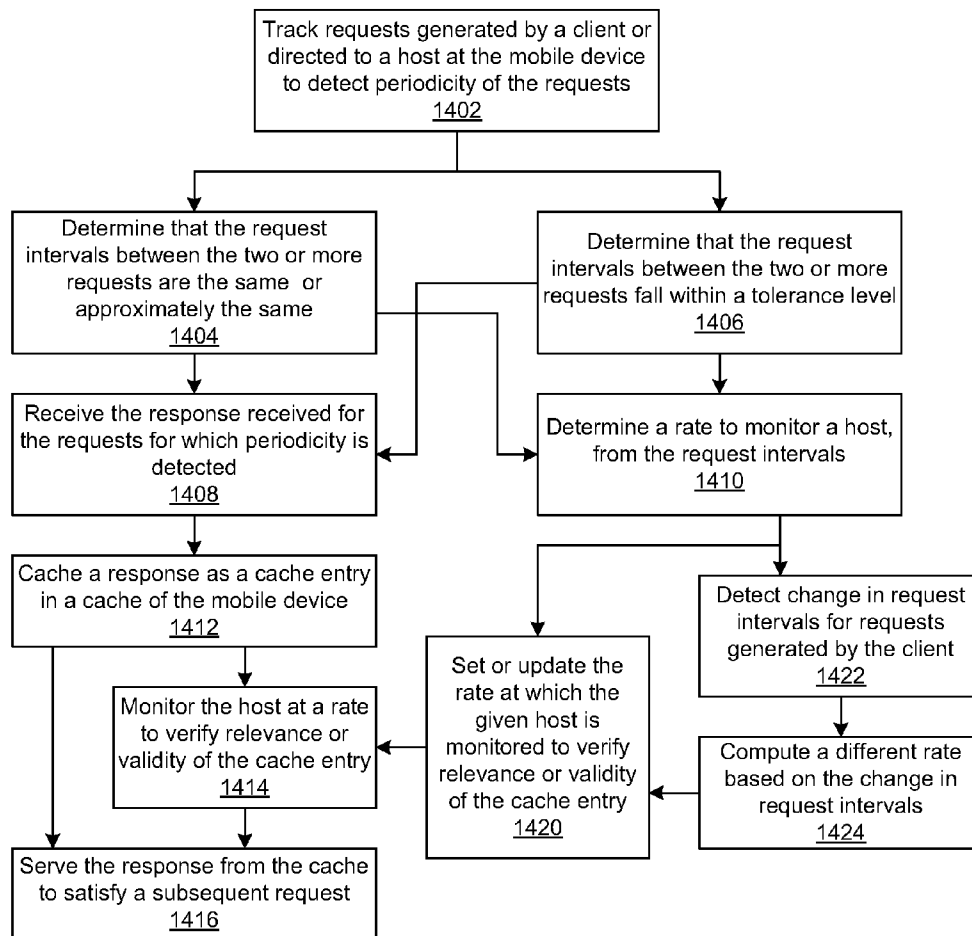 Track requests generated by a client or
directed to a host at the mobile device
to detect periodicity of the requests
1402
Determine that the request
intervals between the two or more
requests are the same or
approximately the same
1404
Determine that the request
intervals between the two or more
requests fall within a tolerance level
1406
Receive the response received for
the requests for which periodicity is
detected
1408
Determine a rate to monitor a host,
from the request intervals
1410
Cache a response as a cache entry
in a cache of the mobile device
1412
Detect change in request
intervals for requests
generated by the client
1422
Set or update the
rate at which the
given host is
monitored to verify
relevance or validity
of the cache entry
1420
Monitor the host at a rate
to verify relevance or
validity of the cache entry
1414
Compute a different rate
based on the change in
request intervals
1424
Serve the response from the cache
to satisfy a subsequent request
1416